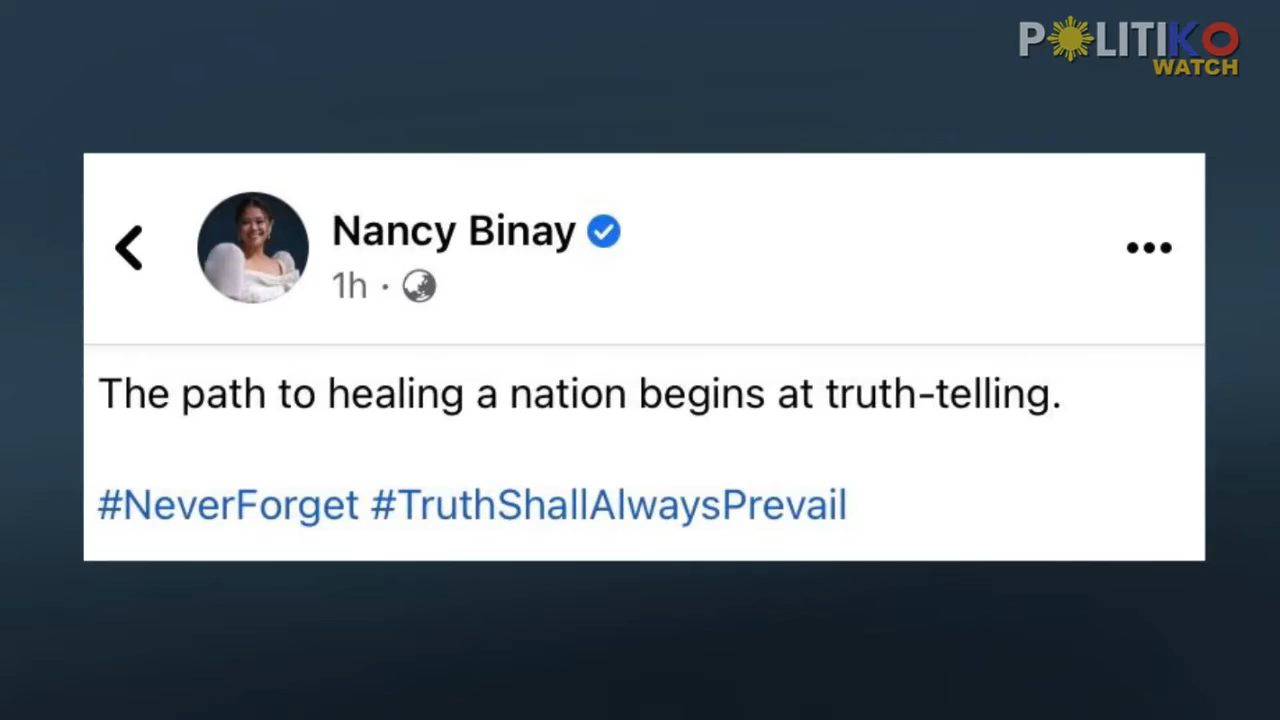 POLITIKO
WATCH
Nancy Binay
1h ·
The path to healing a nation begins at truth-telling.
#NeverForget #TruthShallAlwaysPrevail